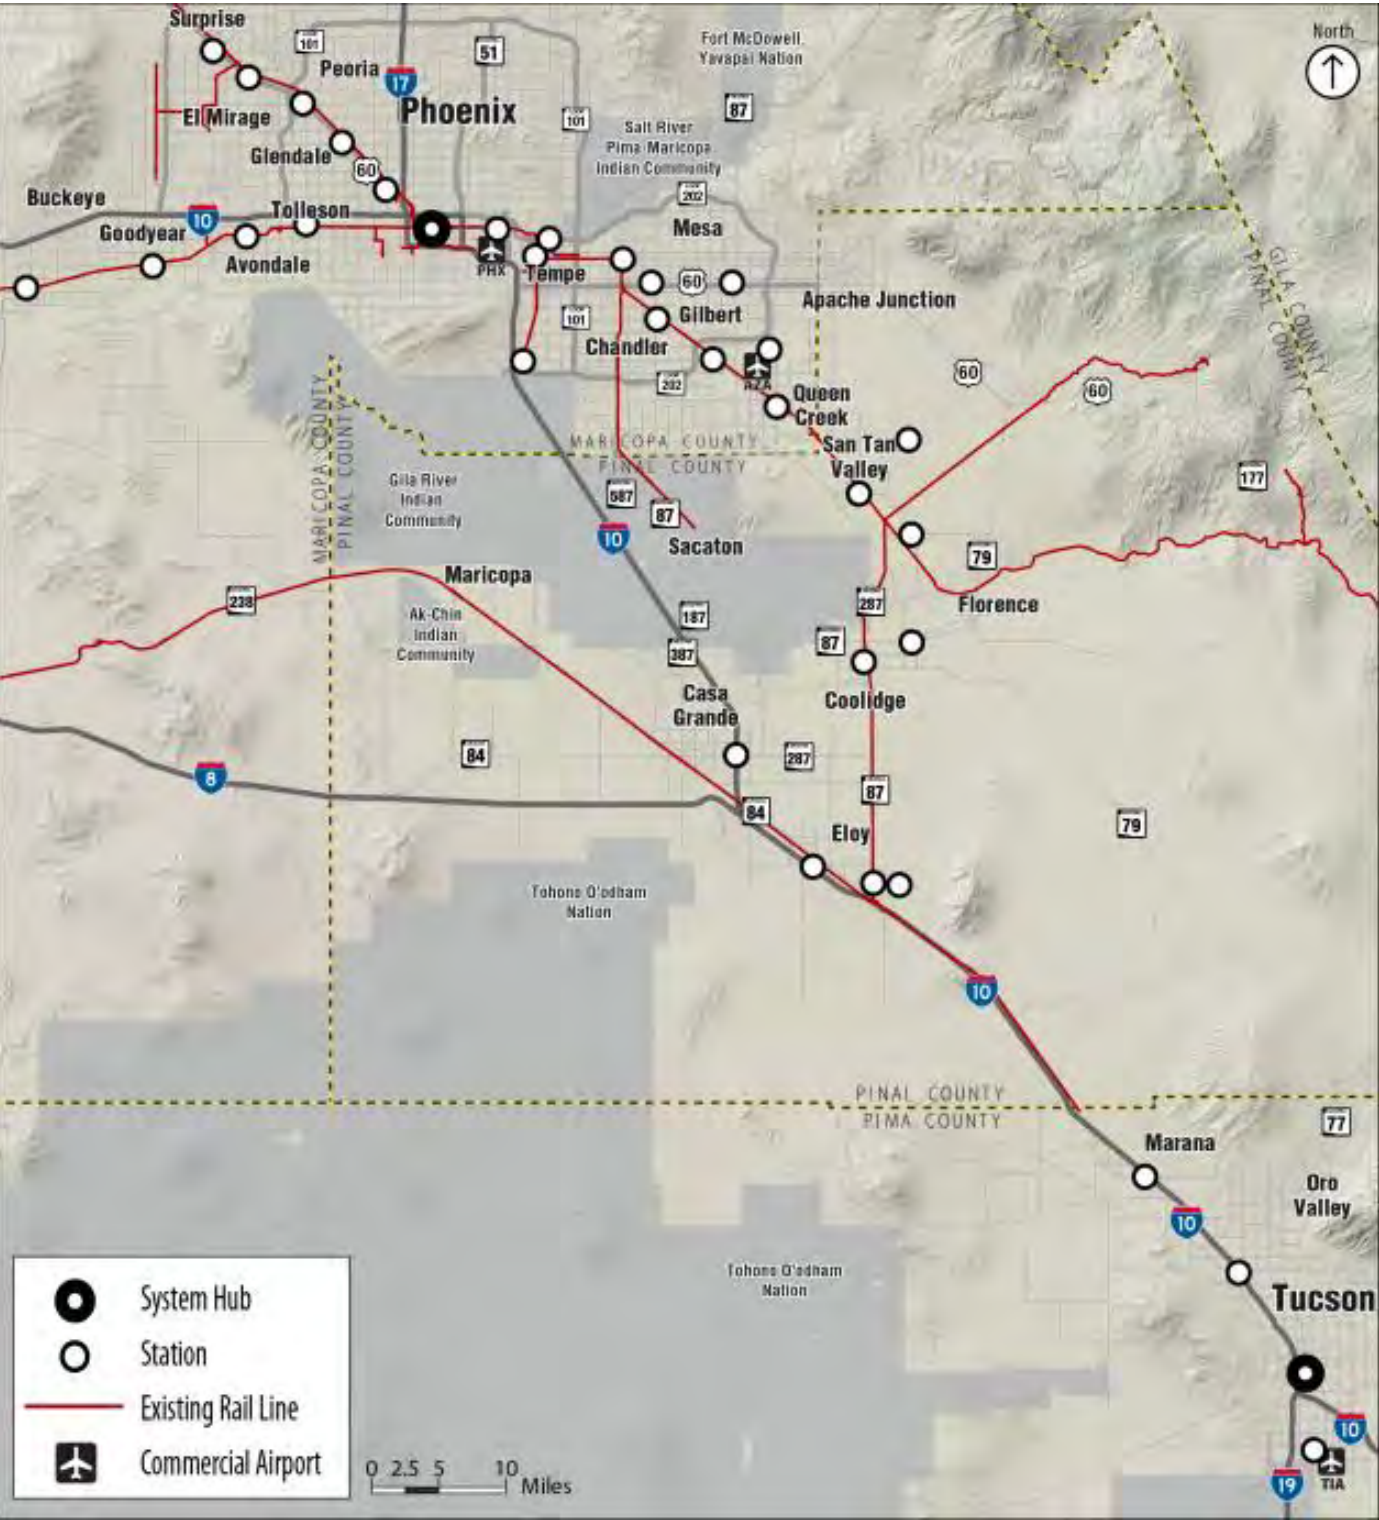 Surprise
North
101
51
Fort McDowell
Yavapai Nation
Peoria
17
Phoenix
87
El Mirage
101
Salt River
Pima-Maricopa
Indian Community
Glendale
60
Buckeye
202
10
Tolleson
Mesa
Goodyear
Avondale
PHX
Tempe
60
GILA COUNTY
PINAL COUNTY
Apache Junction
101
Gilbert
Chandler
202
AZA
60
60
Queen
Creek
MARICOPA COUNTY
PINAL COUNTY
MARICOPA COUNTY
PINAL COUNTY
San Tan
Valley
Gila River
Indian
Community
587
87
177
10
Sacaton
79
Maricopa
238
287
Florence
Ak-Chin
Indian
Community
187
387
87
Casa
Grande
Coolidge
84
287
8
87
84
Eloy
79
Tohono O'odham
Nation
10
PINAL COUNTY
PIMA COUNTY
77
Marana
Oro
Valley
10
Tohono O'odham
Nation
Tucson
System Hub
Station
Existing Rail Line
Commercial Airport
0 2.5 5 10
Miles
10
19
TIA